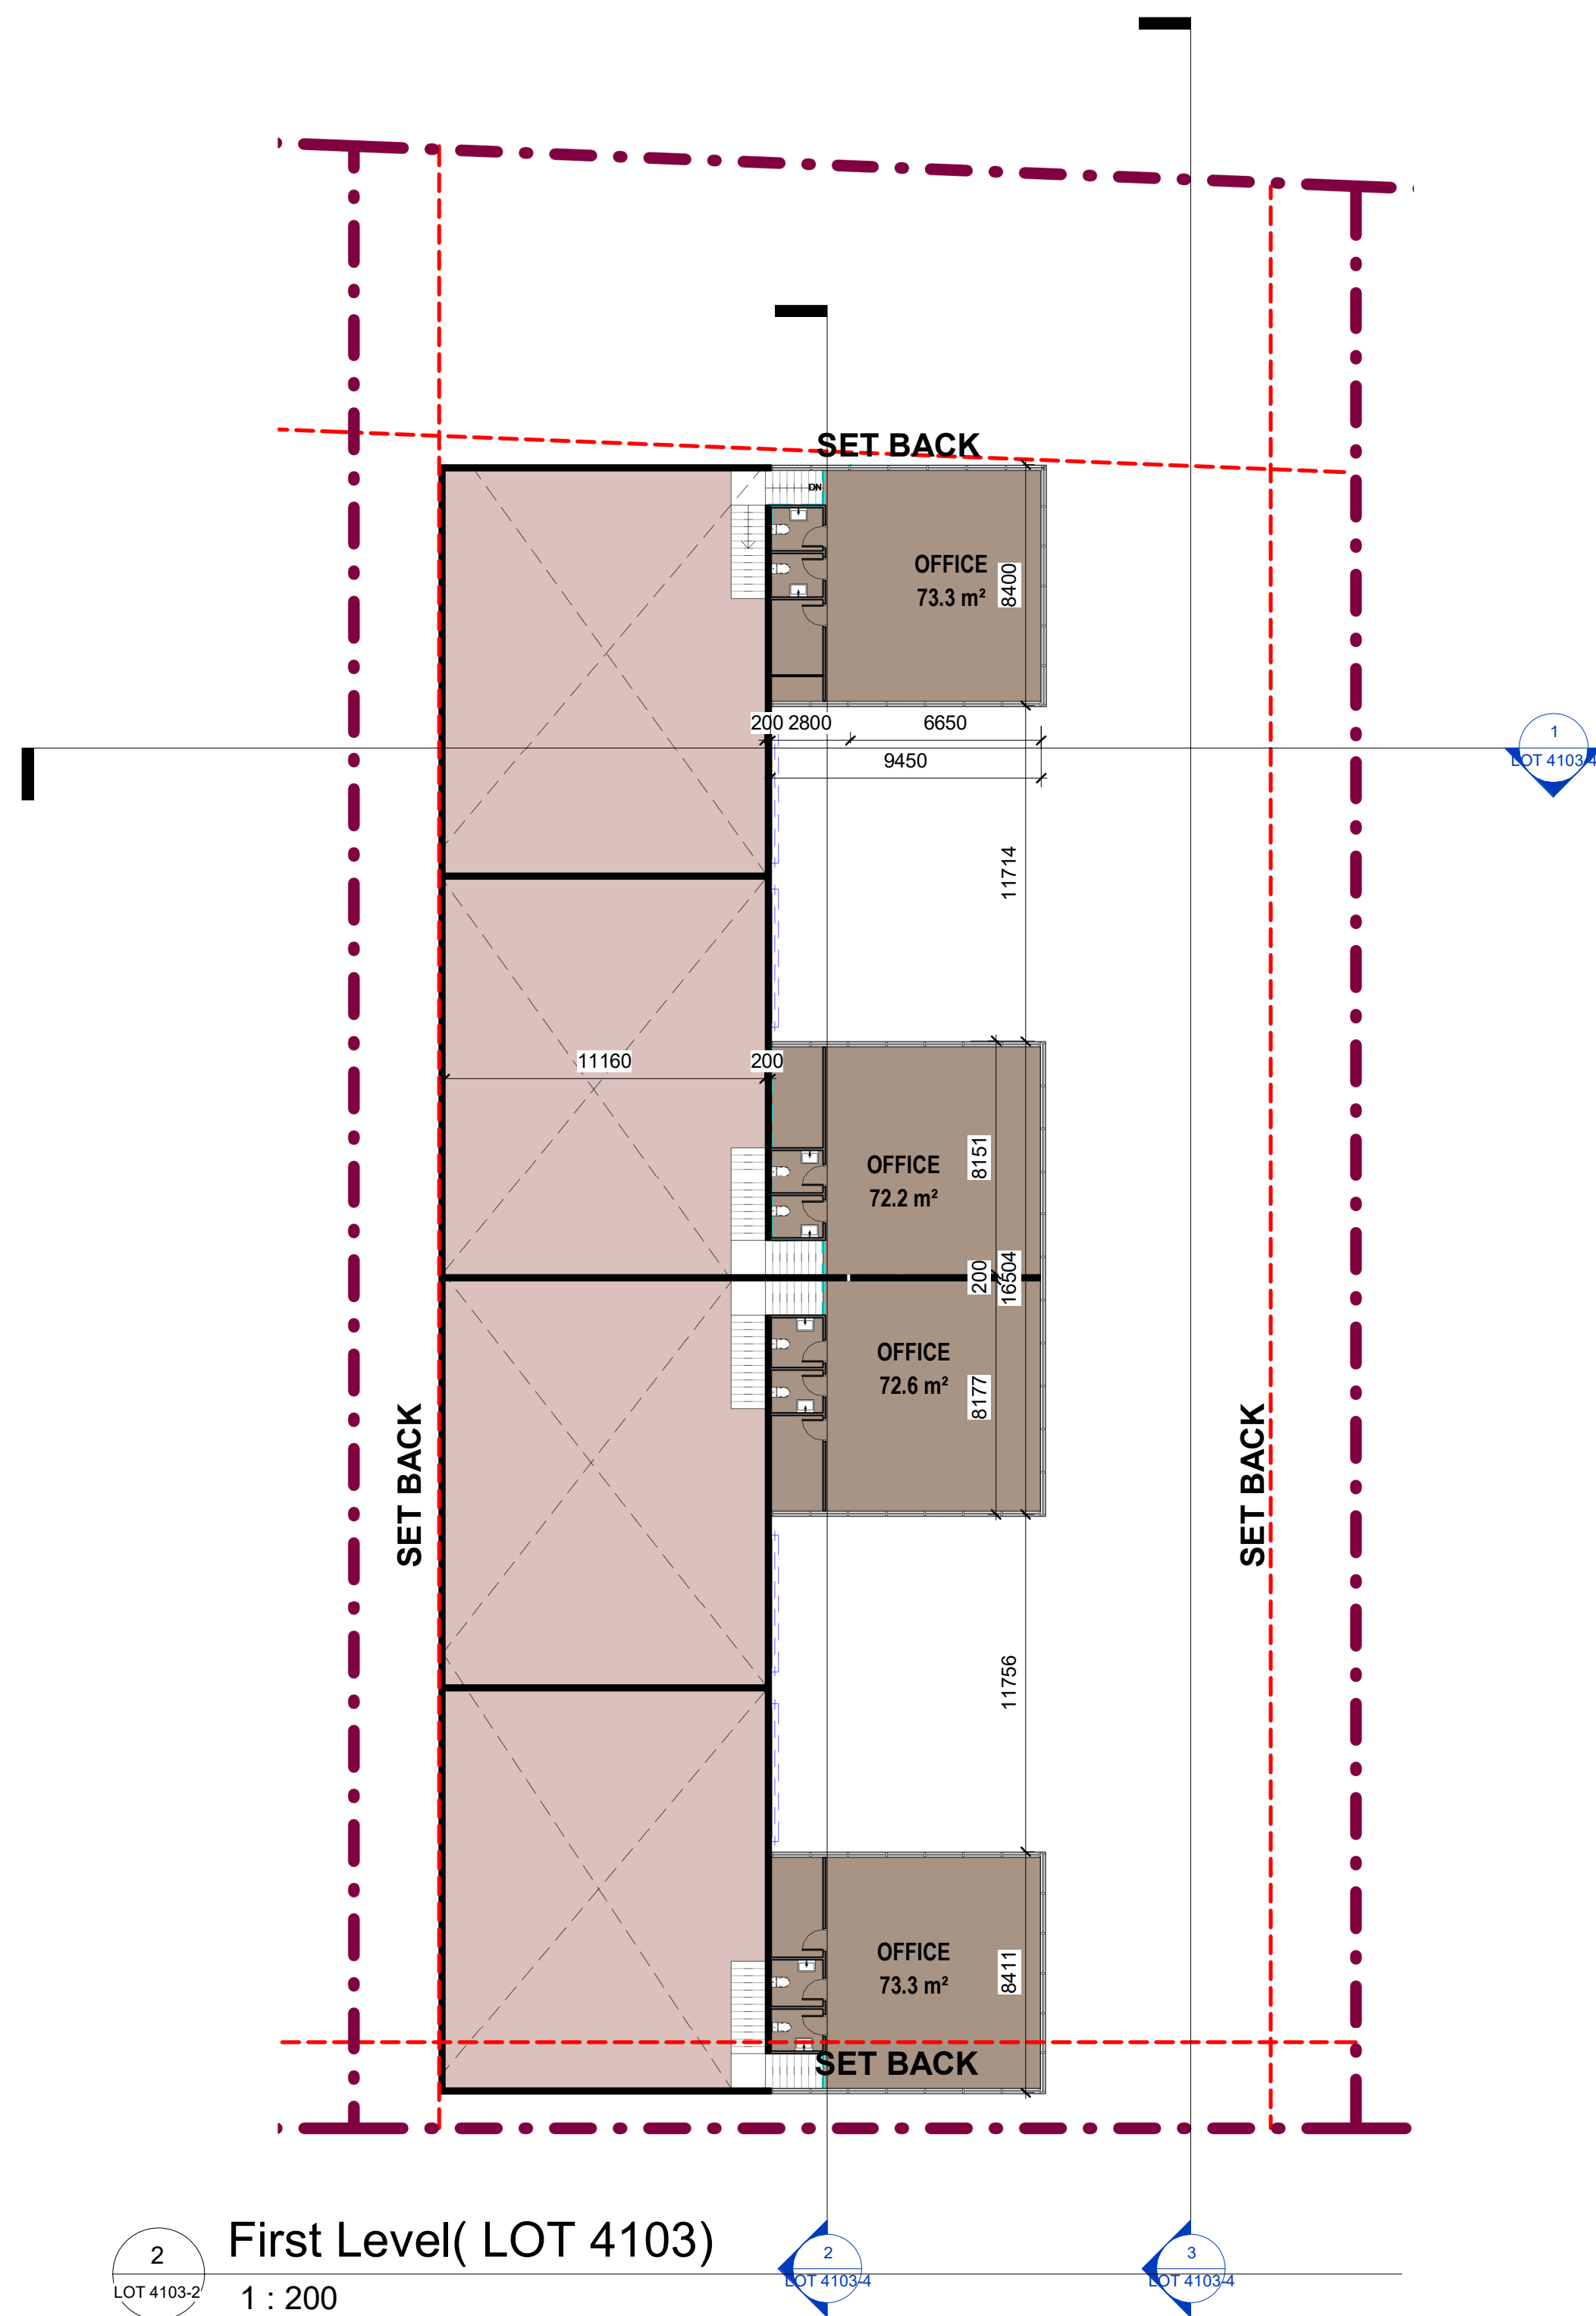 SET BACK
DN
OFFICE
73.3 m²
8400
200 2800 6650
9450
1
LOT 4103-4
11714
11160
200
OFFICE
72.2 m²
8151
200
16504
OFFICE
72.6 m²
8177
SET BACK
SET BACK
11756
OFFICE
73.3 m²
8411
SET BACK
2
LOT 4103-2
First Level( LOT 4103)
1 : 200
2
LOT 4103-4
3
LOT 4103-4